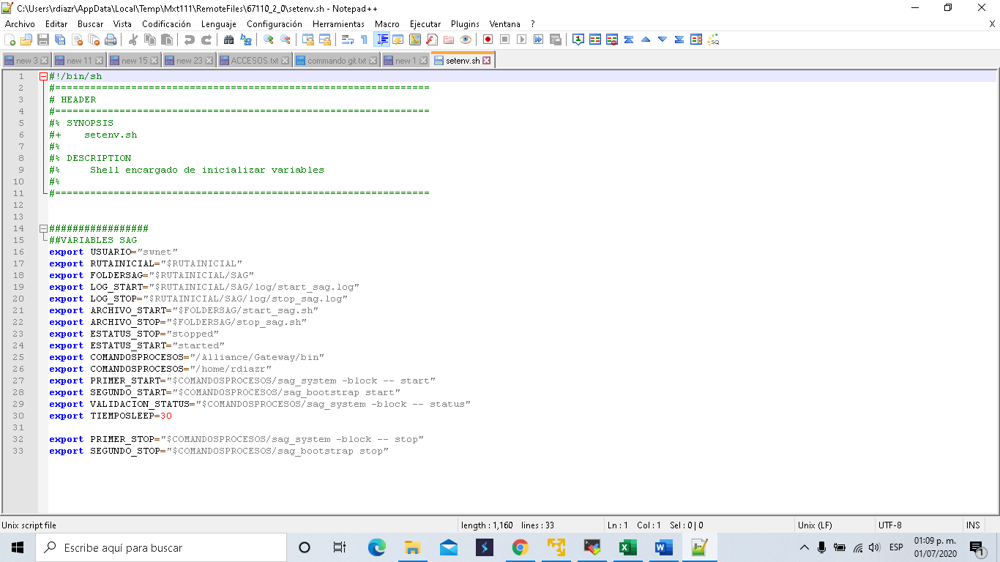 C:\Users\rdiazr\AppData\Local\Temp\Mxt111\RemoteFiles\67110_2_0\setenv.sh - Notepad++
Archivo Editar Buscar Vista Codificación Lenguaje Configuración Herramientas Macro Ejecutar Plugins Ventana ? X
new 3 new 11 new 15 new 23 ACCESOS.txt commando git.txt new 1 setenv.sh
1 #!/bin/sh
2 #================================================================
3 # HEADER
4 #================================================================
5 #% SYNOPSIS
6 #+    setenv.sh
7 #%
8 #% DESCRIPTION
9 #%     Shell encargado de inicializar variables
10 #%
11 #================================================================
12
13
14 #################
15 ##VARIABLES SAG
16 export USUARIO="swnet"
17 export RUTAINICIAL="$RUTAINICIAL"
18 export FOLDERSAG="$RUTAINICIAL/SAG"
19 export LOG_START="$RUTAINICIAL/SAG/log/start_sag.log"
20 export LOG_STOP="$RUTAINICIAL/SAG/log/stop_sag.log"
21 export ARCHIVO_START="$FOLDERSAG/start_sag.sh"
22 export ARCHIVO_STOP="$FOLDERSAG/stop_sag.sh"
23 export ESTATUS_STOP="stopped"
24 export ESTATUS_START="started"
25 export COMANDOSPROCESOS="/Alliance/Gateway/bin"
26 export COMANDOSPROCESOS="/home/rdiazr"
27 export PRIMER_START="$COMANDOSPROCESOS/sag_system -block -- start"
28 export SEGUNDO_START="$COMANDOSPROCESOS/sag_bootstrap start"
29 export VALIDACION_STATUS="$COMANDOSPROCESOS/sag_system -block -- status"
30 export TIEMPOSLEEP=30
31
32 export PRIMER_STOP="$COMANDOSPROCESOS/sag_system -block -- stop"
33 export SEGUNDO_STOP="$COMANDOSPROCESOS/sag_bootstrap stop"
Unix script file length : 1,160 lines : 33 Ln : 1 Col : 1 Sel : 0 | 0 Unix (LF) UTF-8 INS
Escribe aquí para buscar
ESP
01:09 p. m.
01/07/2020
1